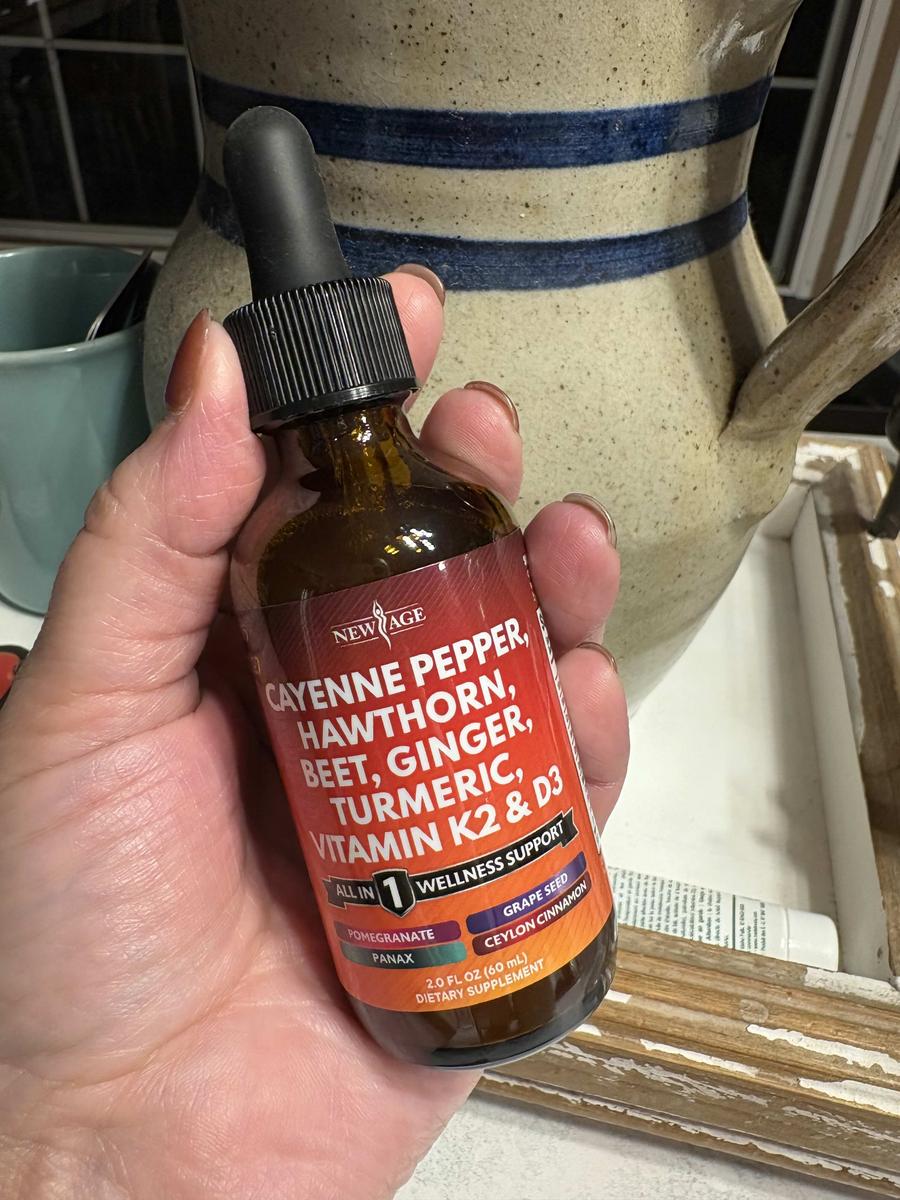 NEW AGE
CAYENNE PEPPER,
HAWTHORN,
BEET, GINGER,
TURMERIC,
VITAMIN K2 & D3
ALL IN 1 WELLNESS SUPPORT
POMEGRANATE
GRAPE SEED
PANAX
CEYLON CINNAMON
2.0 FL OZ (60 mL)
DIETARY SUPPLEMENT